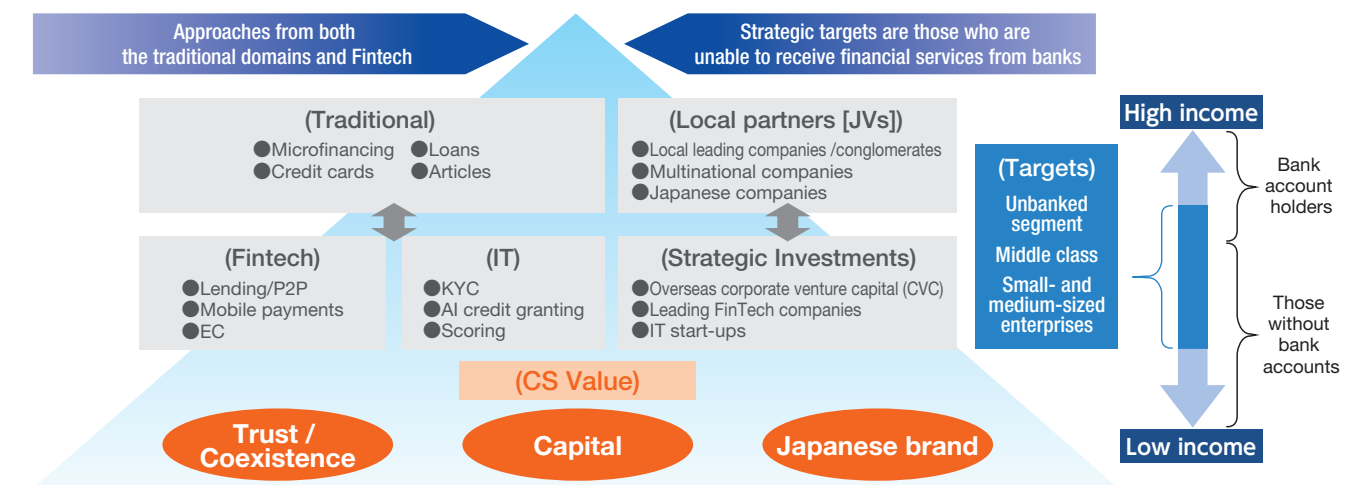 Approaches from both
the traditional domains and Fintech
Strategic targets are those who are
unable to receive financial services from banks
(Traditional)
●Microfinancing ●Loans
●Credit cards ●Articles
(Local partners [JVs])
●Local leading companies /conglomerates
●Multinational companies
●Japanese companies
(Fintech)
●Lending/P2P
●Mobile payments
●EC
(IT)
●KYC
●AI credit granting
●Scoring
(Strategic Investments)
●Overseas corporate venture capital (CVC)
●Leading FinTech companies
●IT start-ups
(CS Value)
Trust /
Coexistence
Capital
Japanese brand
(Targets)
Unbanked
segment
Middle class
Small- and
medium-sized
enterprises
High income
Bank
account
holders
Those
without
bank
accounts
Low income